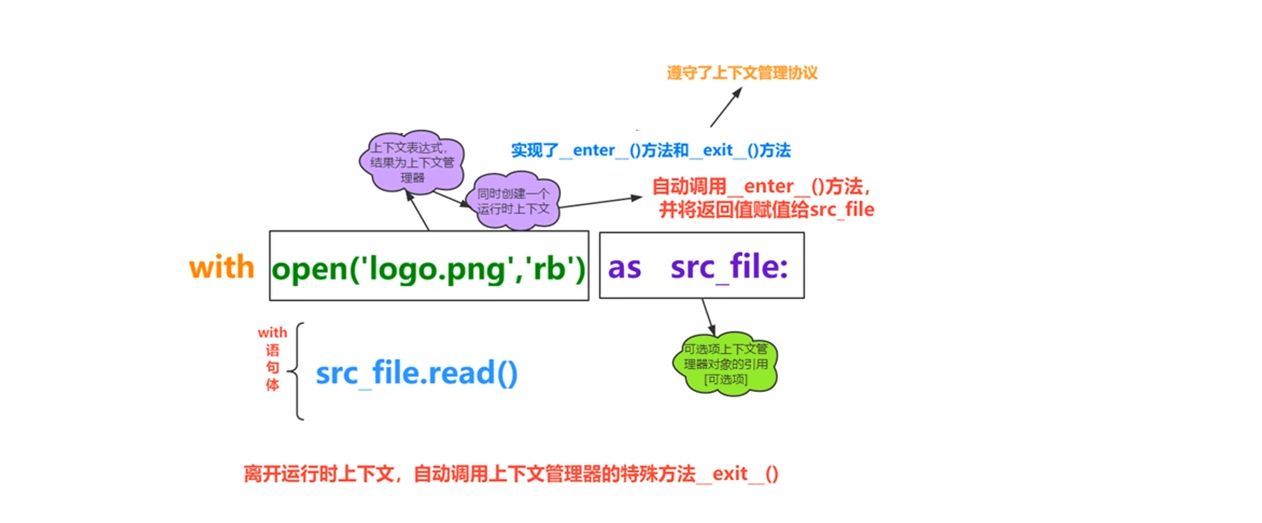 遵守了上下文管理协议
实现了__enter__()方法和__exit__()方法
上下文表达式，
结果为上下文管
理器
同时创建一个
运行时上下文
自动调用__enter__()方法，
并将返回值赋值给src_file
with open('logo.png','rb') as src_file:
with
语
句
体
src_file.read()
可选项上下文管
理器对象的引用
[可选项]
离开运行时上下文，自动调用上下文管理器的特殊方法__exit__()